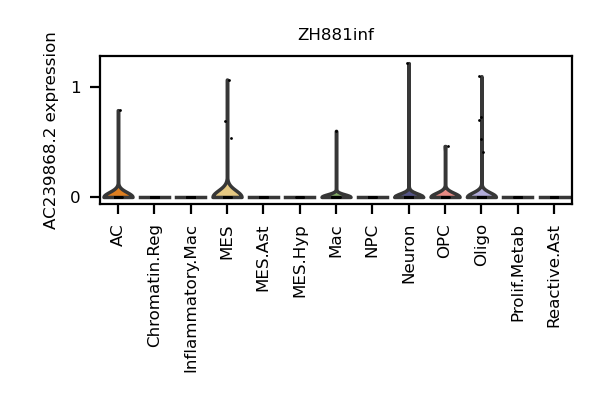 ZH881inf
AC239868.2 expression
1
0
AC
Chromatin.Reg
Inflammatory.Mac
MES
MES.Ast
MES.Hyp
Mac
NPC
Neuron
OPC
Oligo
Prolif.Metab
Reactive.Ast